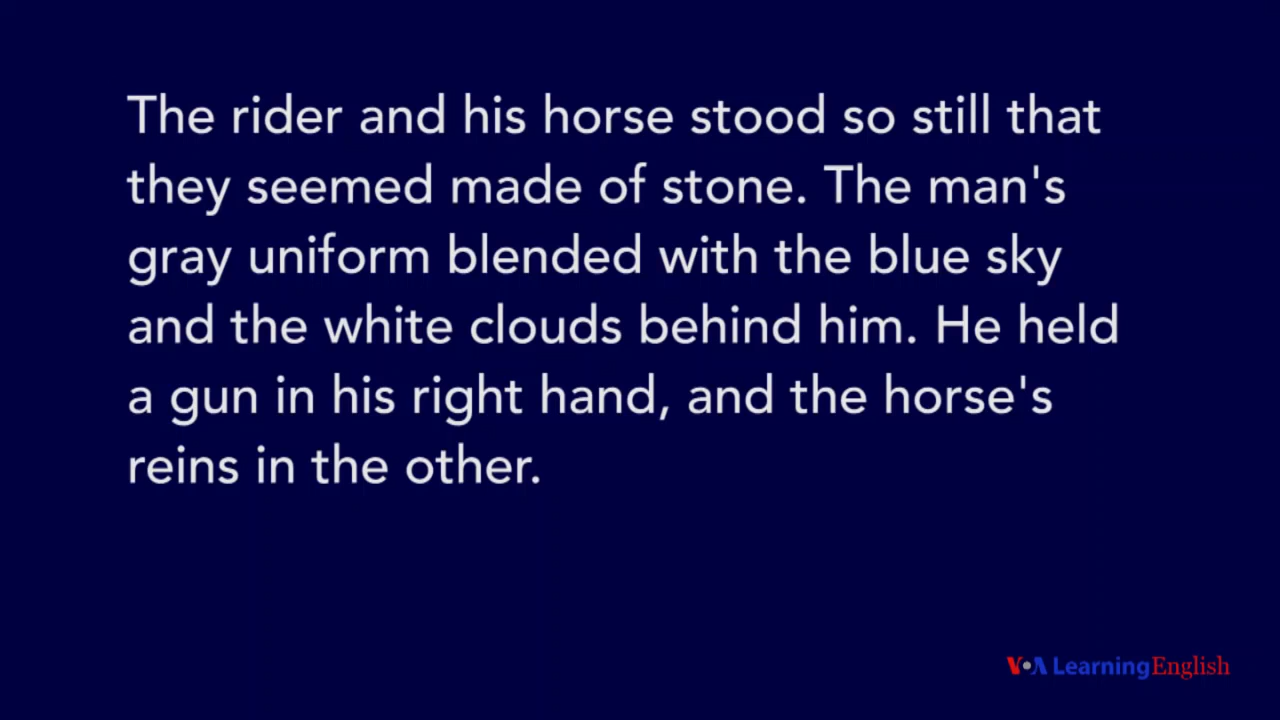 The rider and his horse stood so still that
they seemed made of stone. The man's
gray uniform blended with the blue sky
and the white clouds behind him. He held
a gun in his right hand, and the horse's
reins in the other.
VOA Learning English